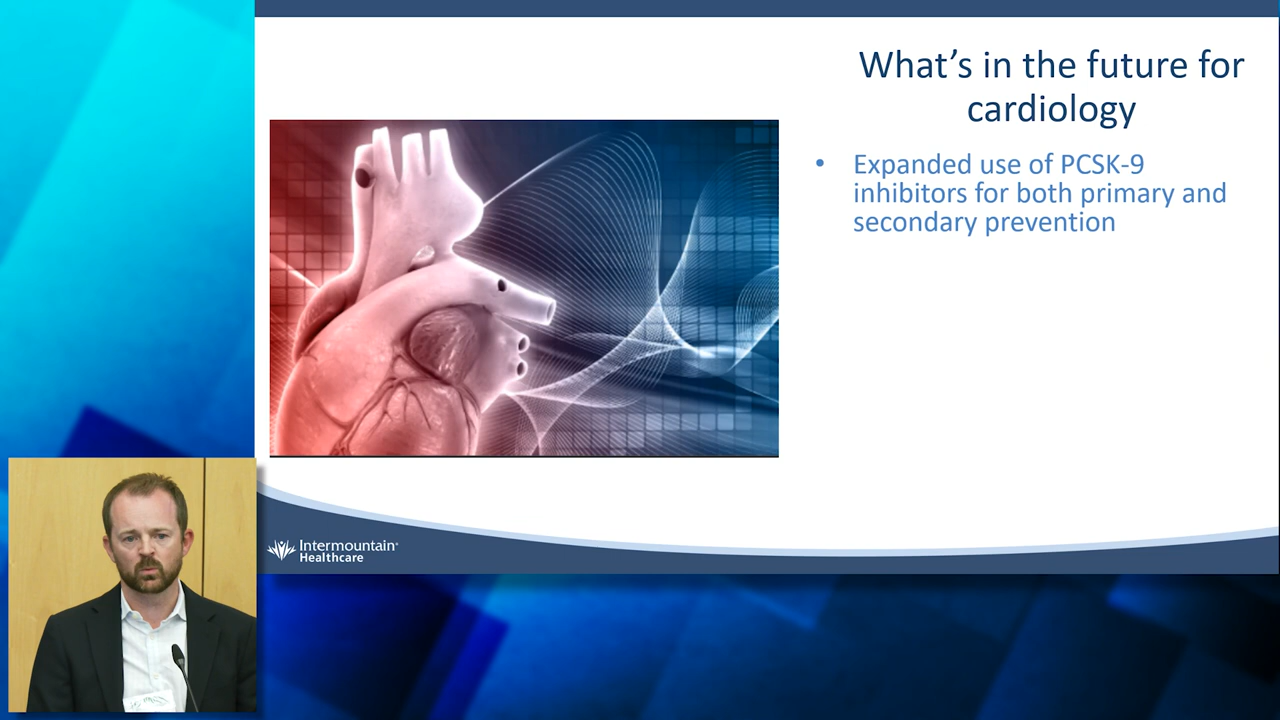 What's in the future for
cardiology
• Expanded use of PCSK-9
inhibitors for both primary and
secondary prevention
Intermountain
Healthcare